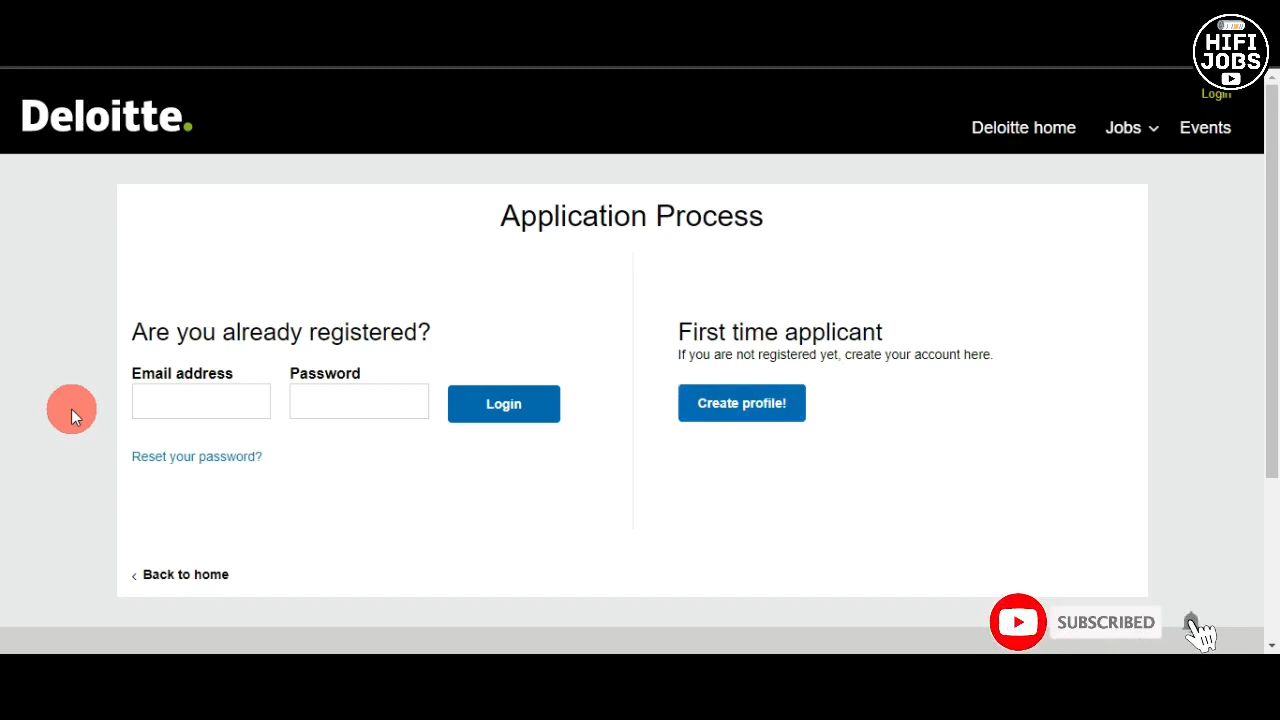 HIFI
JOBS
Login
Deloitte.
Deloitte home Jobs Events
Application Process
Are you already registered?
Email address Password
Login
Reset your password?
First time applicant
If you are not registered yet, create your account here.
Create profile!
Back to home
SUBSCRIBED